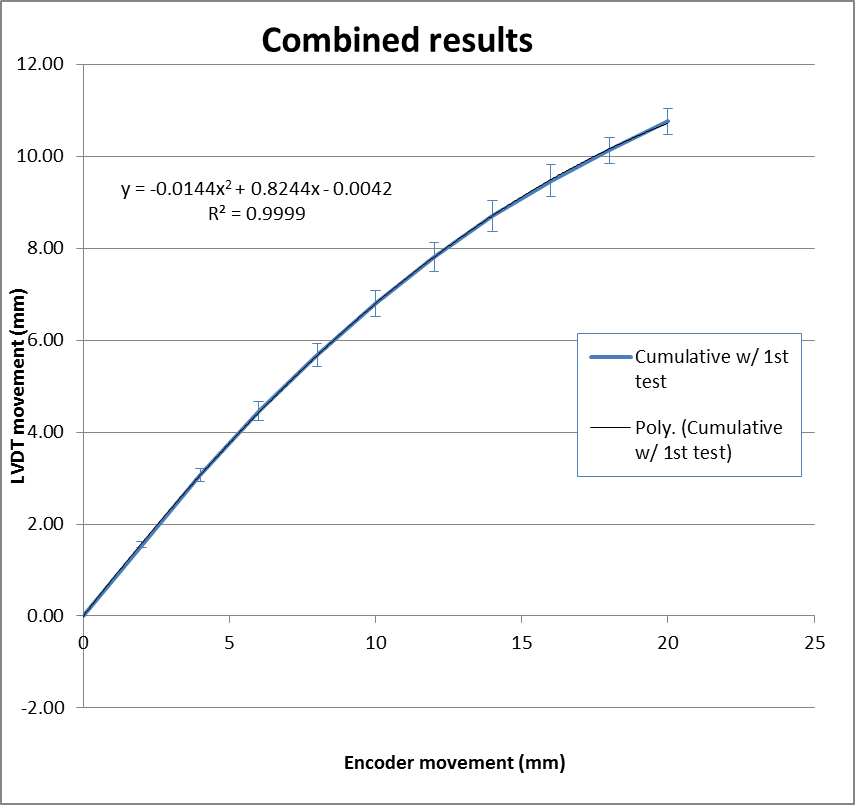 Combined results
12.00
10.00
8.00
6.00
4.00
2.00
0.00
-2.00
LVDT movement (mm)
y = -0.0144x² + 0.8244x - 0.0042
R² = 0.9999
Cumulative w/ 1st
test
Poly. (Cumulative
w/ 1st test)
0 5 10 15 20 25
Encoder movement (mm)